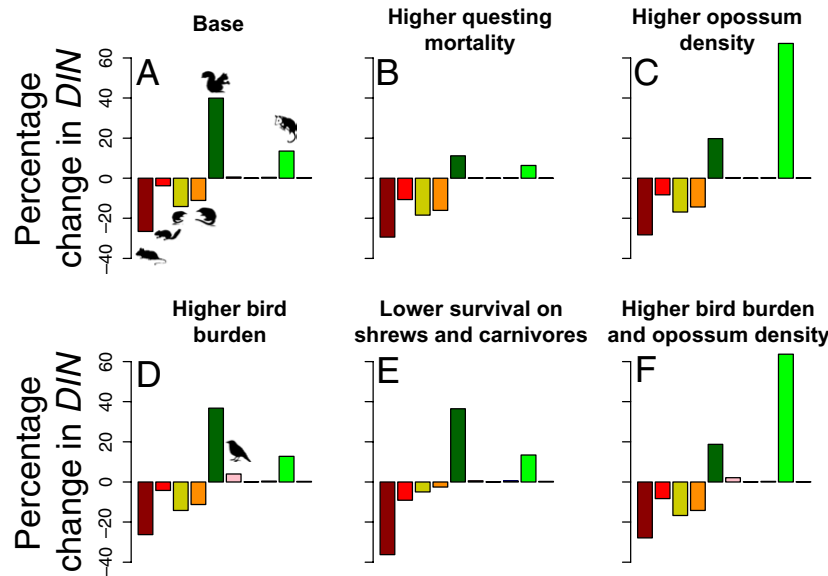 Base
Higher questing
mortality
Higher opossum
density
Percentage
change in DIN
60
40
20
0
−20
−40
A
B
C
Higher bird
burden
Lower survival on
shrews and carnivores
Higher bird burden
and opossum density
Percentage
change in DIN
60
40
20
0
−20
−40
D
E
F